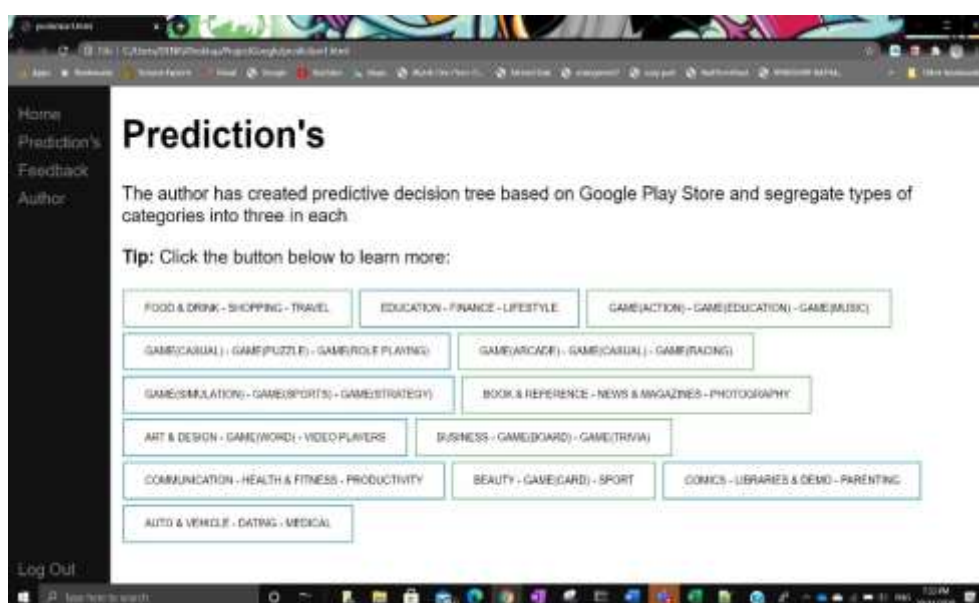 Home
Prediction's
Feedback
Author
Log Out
Prediction's
The author has created predictive decision tree based on Google Play Store and segregate types of
categories into three in each
Tip: Click the button below to learn more:
FOOD & DRINK - SHOPPING - TRAVEL
EDUCATION - FINANCE - LIFESTYLE
GAME(ACTION) - GAME(EDUCATION) - GAME(MUSIC)
GAME(CASUAL) - GAME(PUZZLE) - GAME(ROLE PLAYING)
GAME(ARCADE) - GAME(CASUAL) - GAME(RACING)
GAME(SIMULATION) - GAME(SPORTS) - GAME(STRATEGY)
BOOK & REFERENCE - NEWS & MAGAZINES - PHOTOGRAPHY
ART & DESIGN - GAME(WORD) - VIDEO PLAYERS
BUSINESS - GAME(BOARD) - GAME(TRIVIA)
COMMUNICATION - HEALTH & FITNESS - PRODUCTIVITY
BEAUTY - GAME(CARD) - SPORT
COMICS - LIBRARIES & DEMO - PARENTING
AUTO & VEHICLE - DATING - MEDICAL
Type here to search